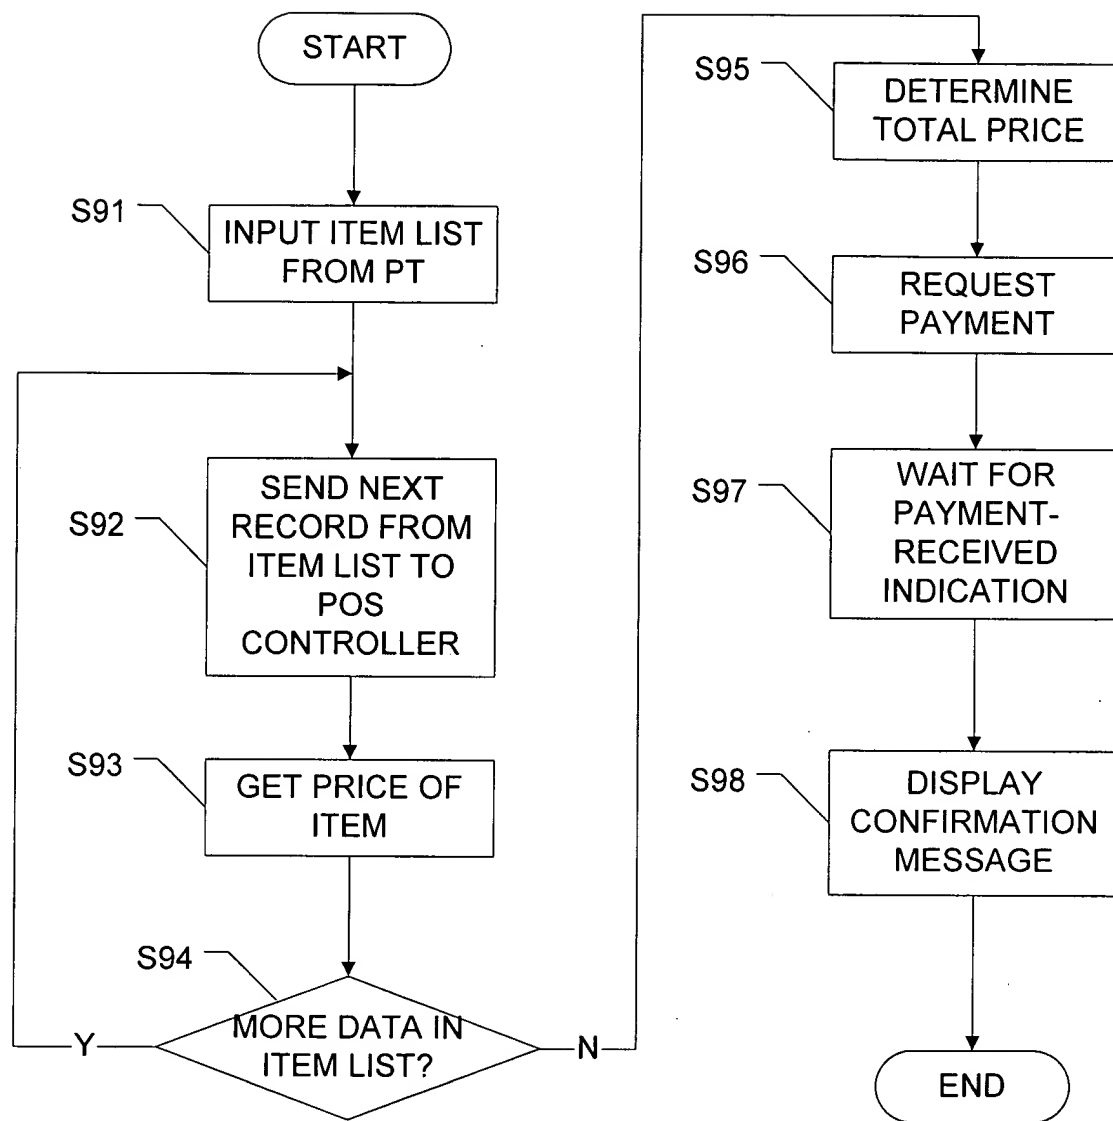 START
S91
INPUT ITEM LIST
FROM PT
S92
SEND NEXT
RECORD FROM
ITEM LIST TO
POS
CONTROLLER
S93
GET PRICE OF
ITEM
S94
MORE DATA IN
ITEM LIST?
Y
N
S95
DETERMINE
TOTAL PRICE
S96
REQUEST
PAYMENT
S97
WAIT FOR
PAYMENT-
RECEIVED
INDICATION
S98
DISPLAY
CONFIRMATION
MESSAGE
END